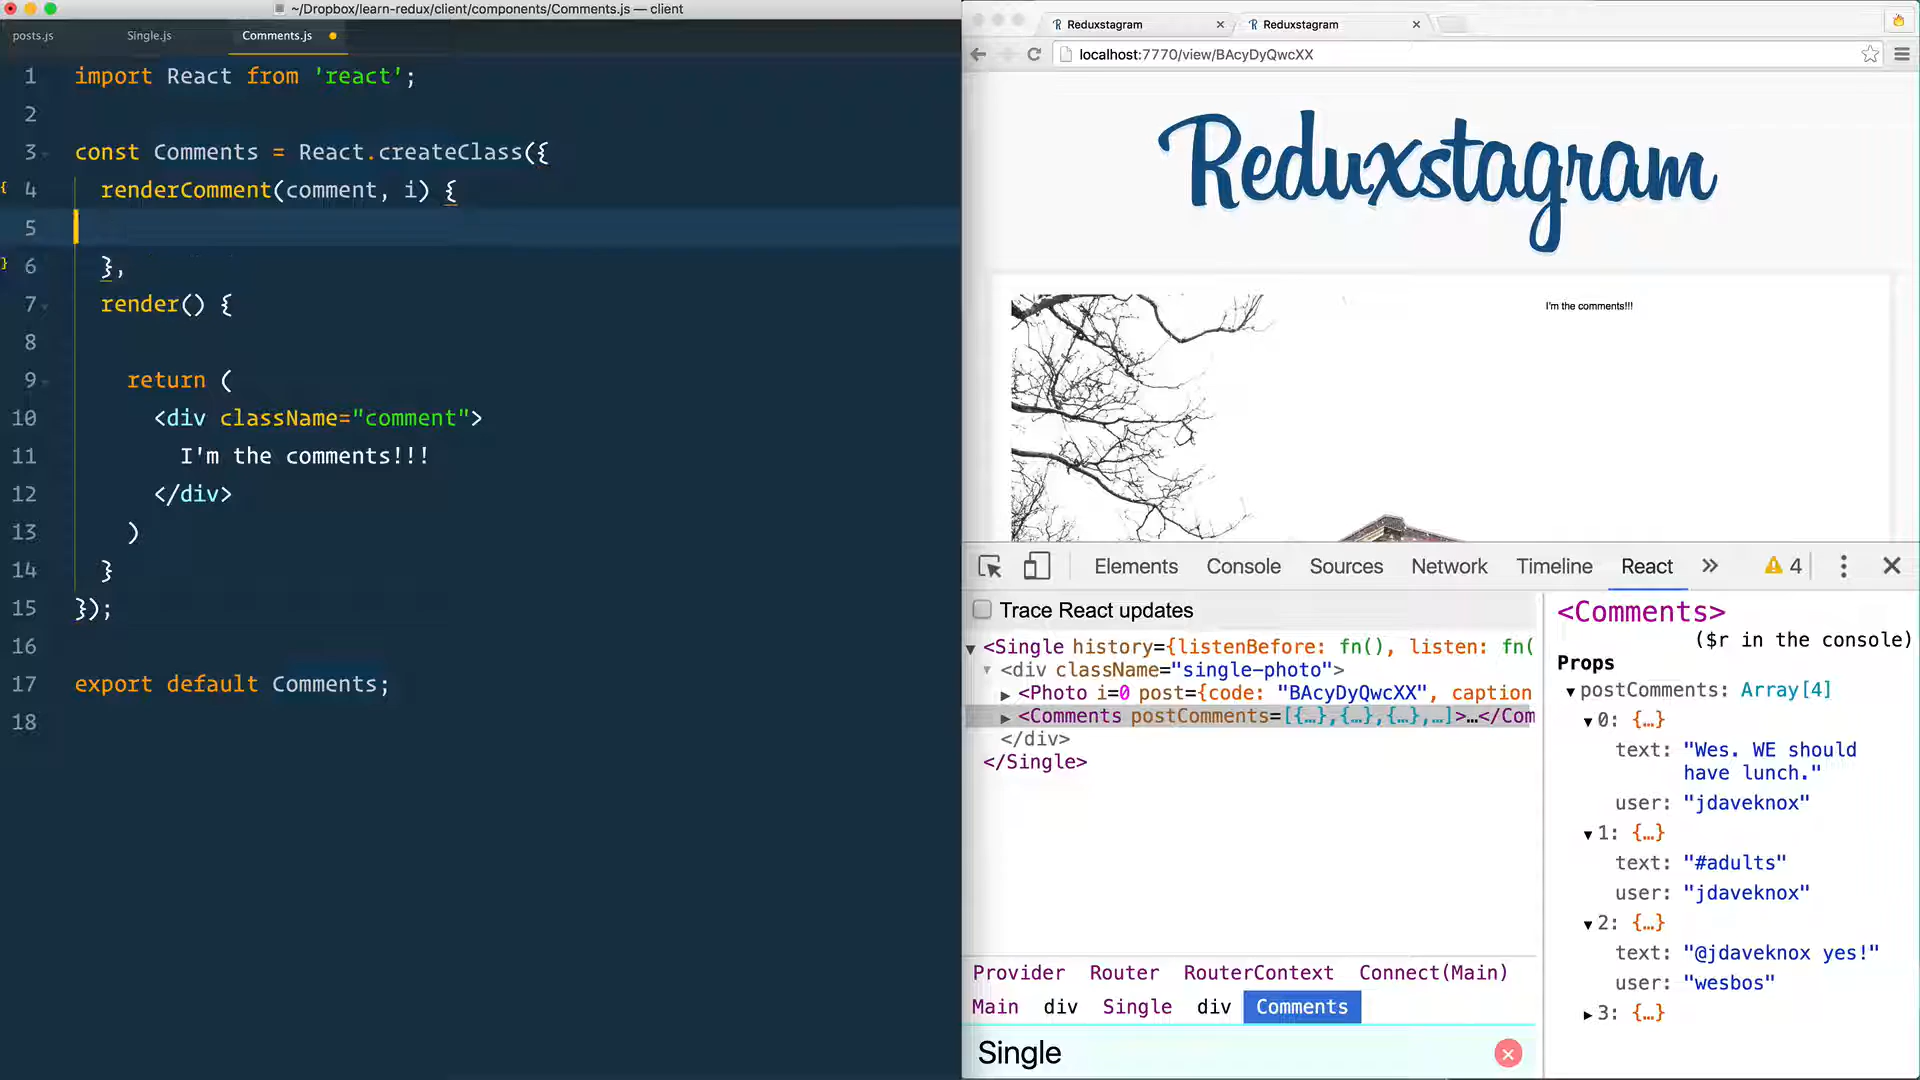 ~/Dropbox/learn-redux/client/components/Comments.js — client
posts.js
Single.js
Comments.js
1 import React from 'react';
2
3 const Comments = React.createClass({
4 renderComment(comment, i) {
5
6 },
7 render() {
8
9 return (
10 <div className="comment">
11 I'm the comments!!!
12 </div>
13 )
14 }
15 });
16
17 export default Comments;
18
Reduxstagram
Reduxstagram
localhost:7770/view/BAcyDyQwcXX
Reduxstagram
I'm the comments!!!
Elements Console Sources Network Timeline React » 4
Trace React updates
<Single history={listenBefore: fn(), listen: fn(
<div className="single-photo">
<Photo i=0 post={code: "BAcyDyQwcXX", caption
<Comments postComments=[{…},{…},{…},…]>…</Com
</div>
</Single>
Provider Router RouterContext Connect(Main)
Main div Single div Comments
Single
<Comments>
($r in the console)
Props
postComments: Array[4]
0: {…}
text: "Wes. WE should
have lunch."
user: "jdaveknox"
1: {…}
text: "#adults"
user: "jdaveknox"
2: {…}
text: "@jdaveknox yes!"
user: "wesbos"
3: {…}